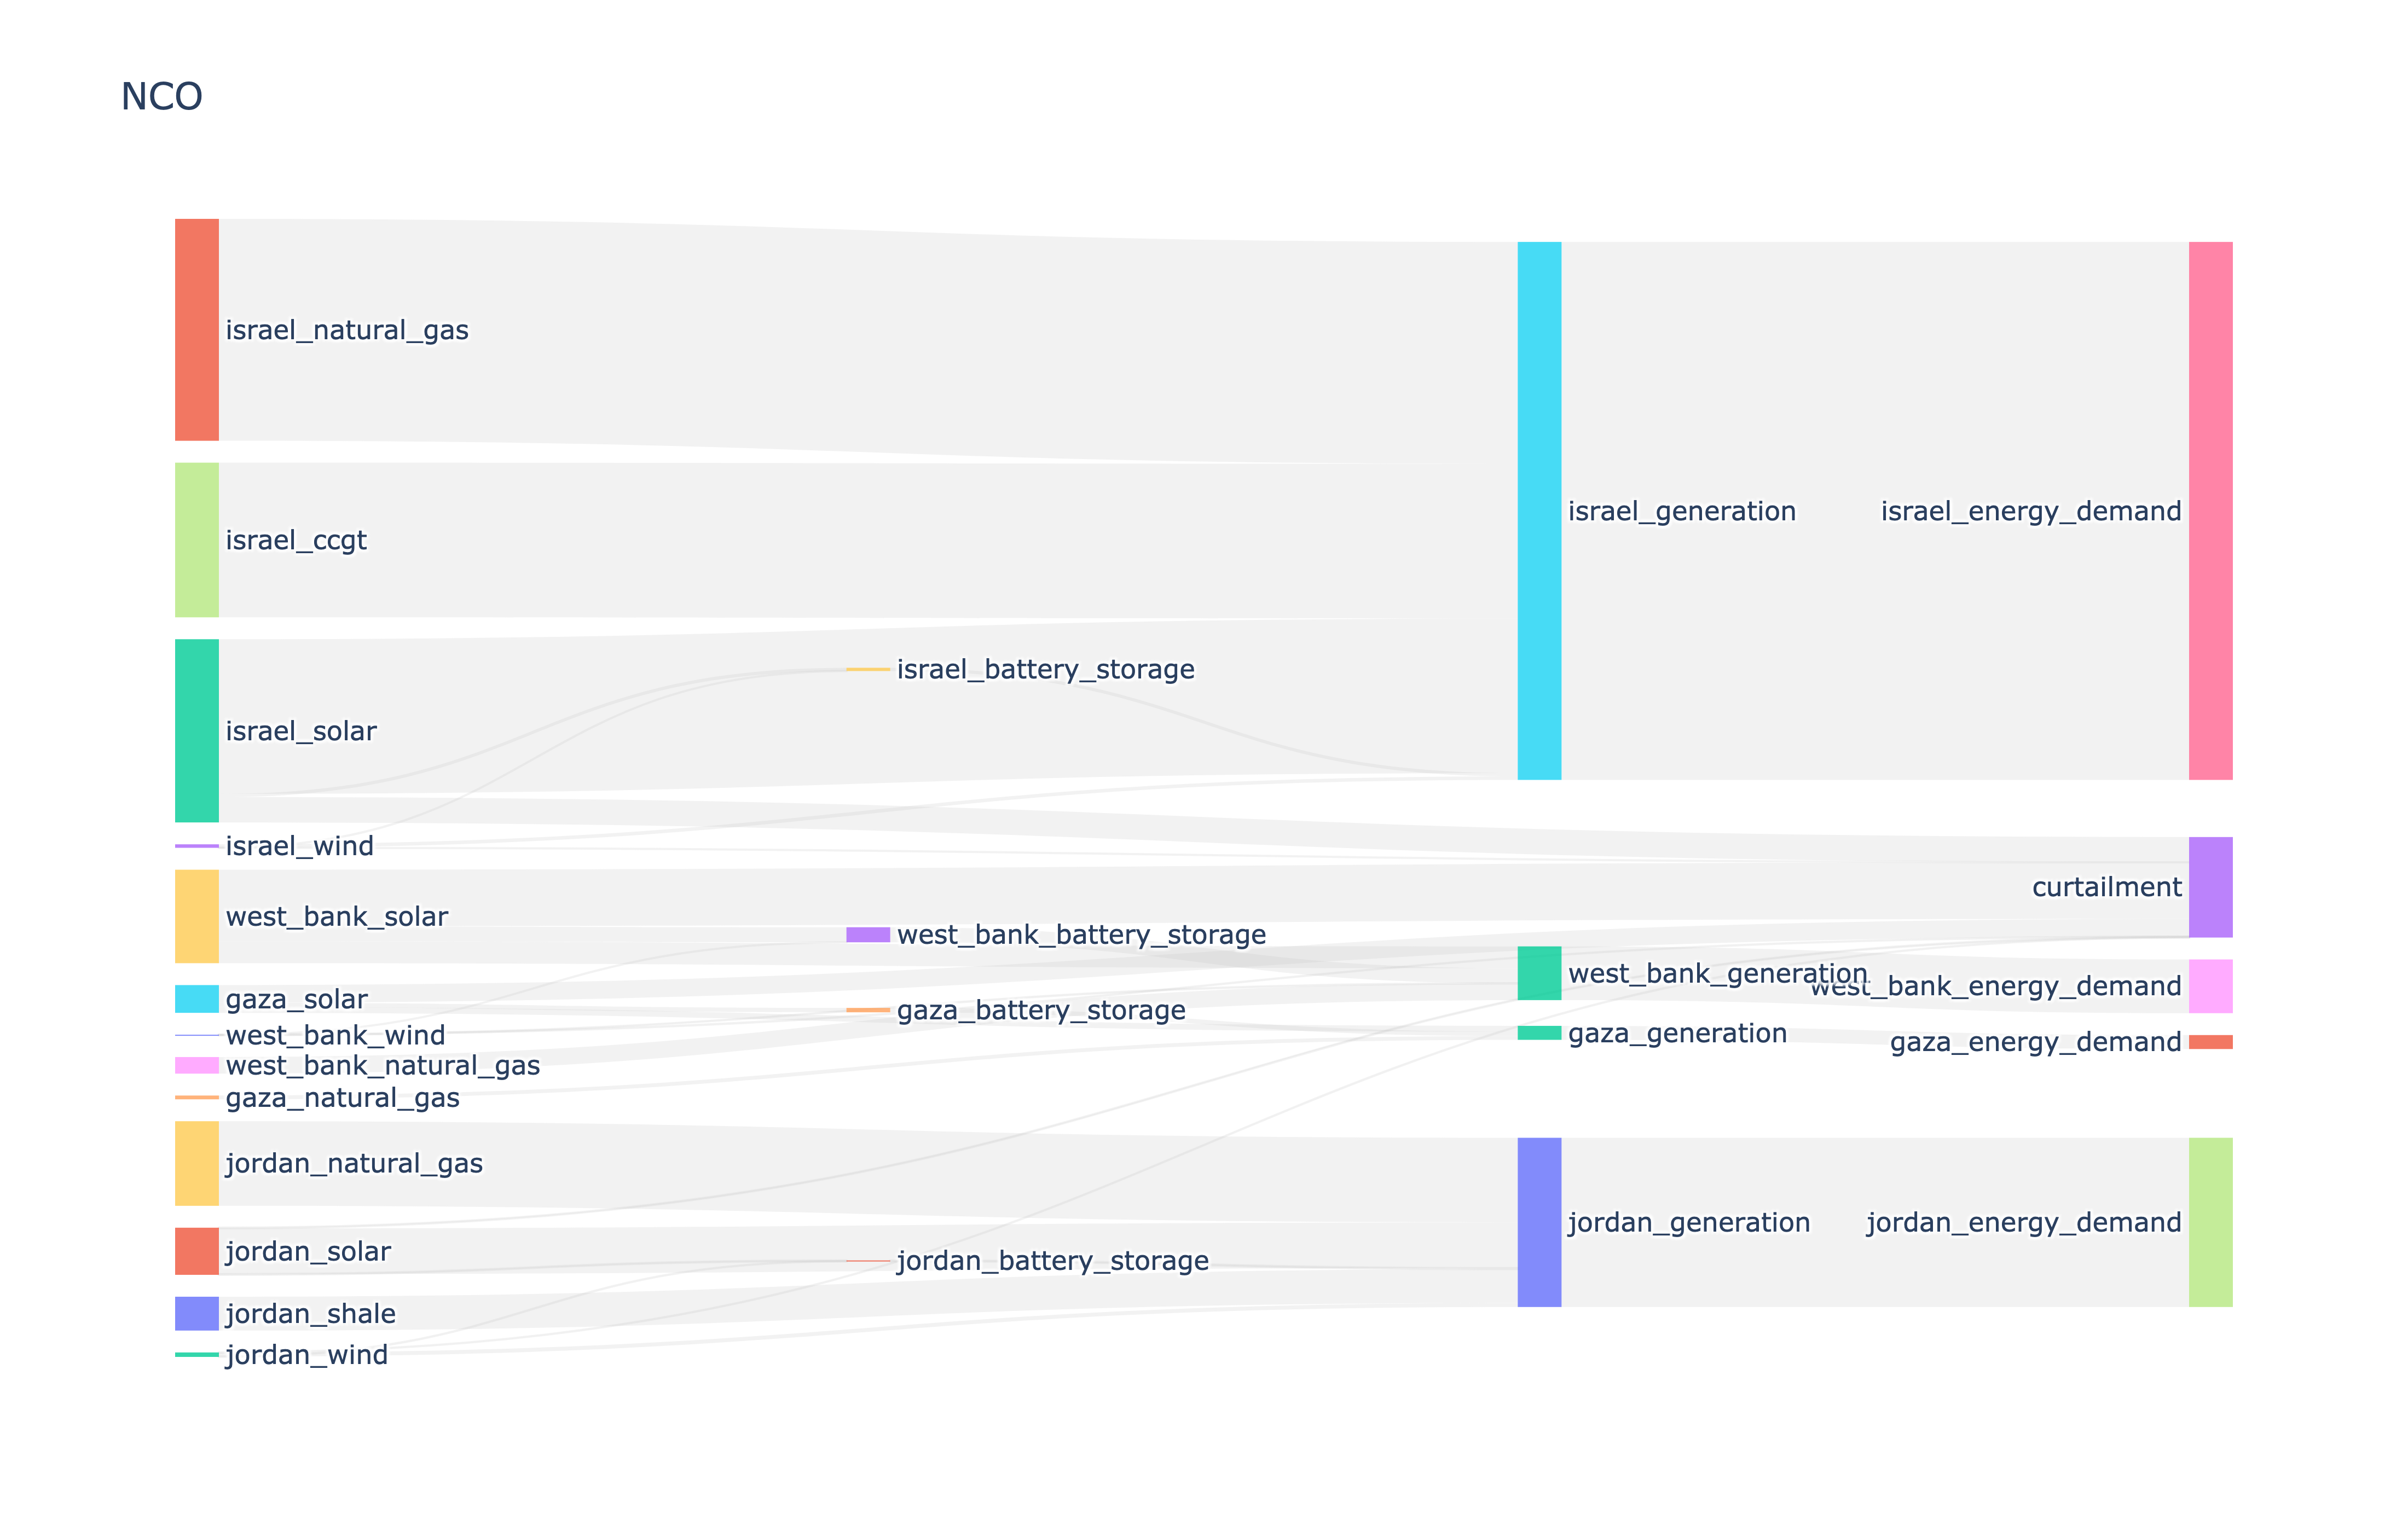 NCO
israel_natural_gas
israel_ccgt
israel_solar
israel_wind
west_bank_solar
gaza_solar
west_bank_wind
west_bank_natural_gas
gaza_natural_gas
jordan_natural_gas
jordan_solar
jordan_shale
jordan_wind
israel_battery_storage
west_bank_battery_storage
gaza_battery_storage
jordan_battery_storage
israel_generation
west_bank_generation
gaza_generation
jordan_generation
israel_energy_demand
curtailment
west_bank_energy_demand
gaza_energy_demand
jordan_energy_demand